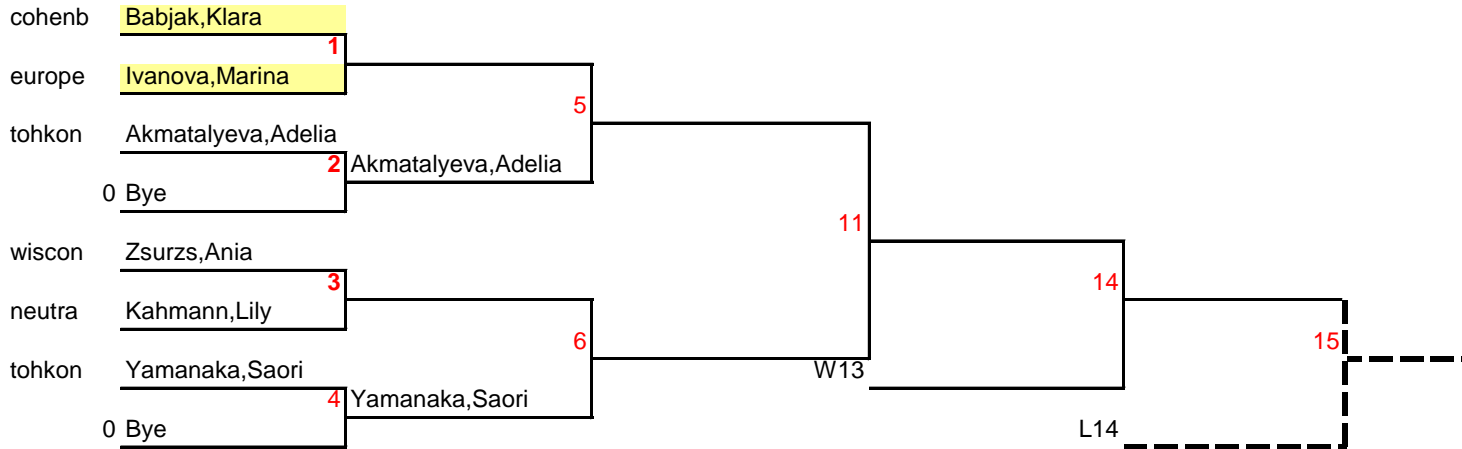 cohenb Babjak,Klara
1
europe Ivanova,Marina
5
tohkon Akmatalyeva,Adelia
2 Akmatalyeva,Adelia
0 Bye
11
wiscon Zsurzs,Ania
3
14
neutra Kahmann,Lily
6
15
tohkon Yamanaka,Saori
W13
4 Yamanaka,Saori
0 Bye
L14